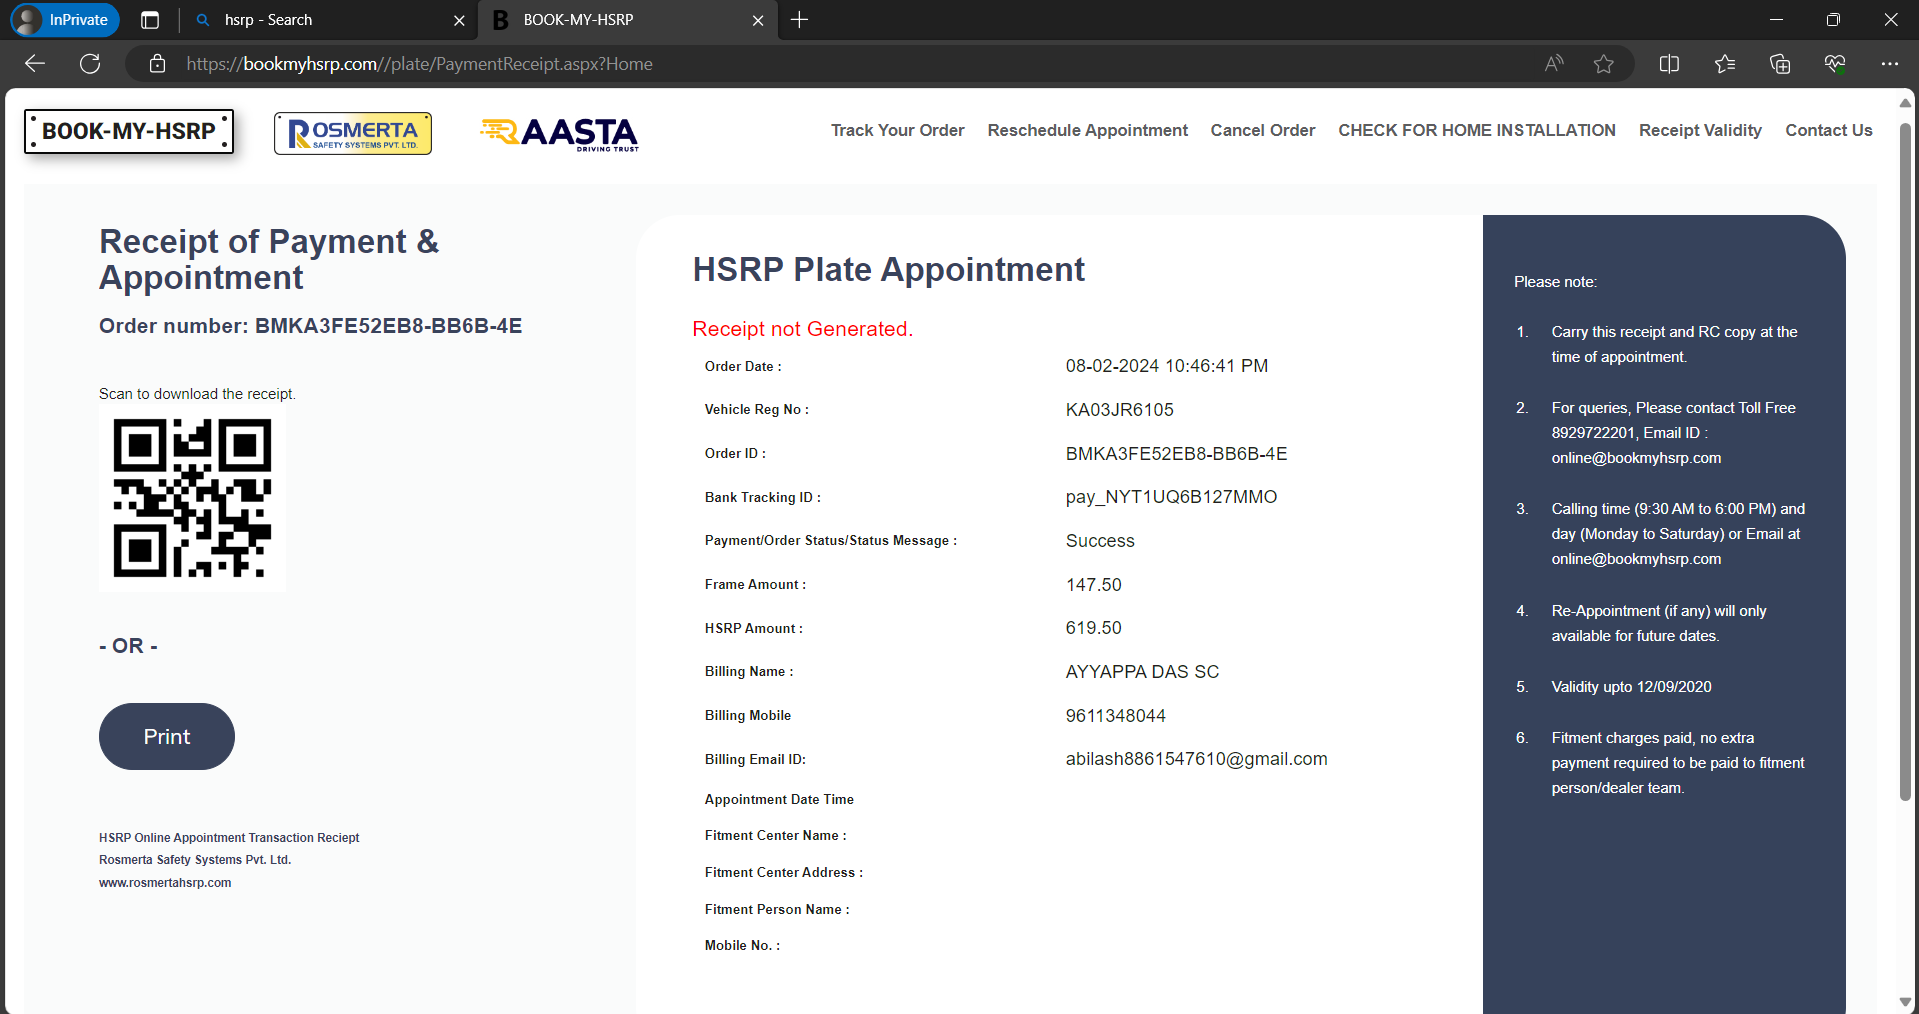 InPrivate
hsrp - Search
BOOK-MY-HSRP
https://bookmyhsrp.com//plate/PaymentReceipt.aspx?Home
BOOK-MY-HSRP
ROSMERTA
SAFETY SYSTEMS PVT. LTD.
AASTA
DRIVING TRUST
Track Your Order
Reschedule Appointment
Cancel Order
CHECK FOR HOME INSTALLATION
Receipt Validity
Contact Us
Receipt of Payment &
Appointment
Order number: BMKA3FE52EB8-BB6B-4E
Scan to download the receipt.
- OR -
Print
HSRP Online Appointment Transaction Reciept
Rosmerta Safety Systems Pvt. Ltd.
www.rosmertahsrp.com
HSRP Plate Appointment
Receipt not Generated.
Order Date : 08-02-2024 10:46:41 PM
Vehicle Reg No : KA03JR6105
Order ID : BMKA3FE52EB8-BB6B-4E
Bank Tracking ID : pay_NYT1UQ6B127MMO
Payment/Order Status/Status Message : Success
Frame Amount : 147.50
HSRP Amount : 619.50
Billing Name : AYYAPPA DAS SC
Billing Mobile 9611348044
Billing Email ID: abilash8861547610@gmail.com
Appointment Date Time
Fitment Center Name :
Fitment Center Address :
Fitment Person Name :
Mobile No. :
Please note:
1. Carry this receipt and RC copy at the
time of appointment.
2. For queries, Please contact Toll Free
8929722201, Email ID :
online@bookmyhsrp.com
3. Calling time (9:30 AM to 6:00 PM) and
day (Monday to Saturday) or Email at
online@bookmyhsrp.com
4. Re-Appointment (if any) will only
available for future dates.
5. Validity upto 12/09/2020
6. Fitment charges paid, no extra
payment required to be paid to fitment
person/dealer team.